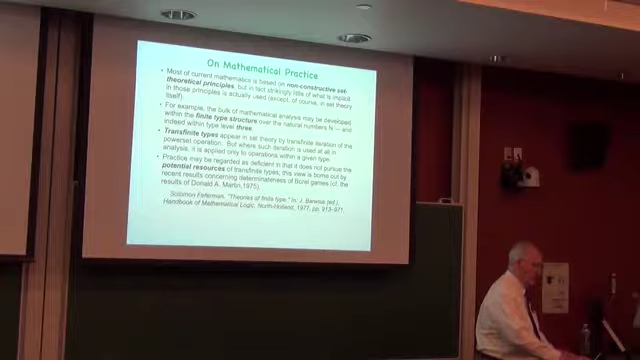 On Mathematical Practice
• Most of current mathematics is based on non-constructive set-
theoretical principles, but in fact strikingly little of what is implicit
in those principles is actually used (except, of course, in set theory
itself).
• For example, the bulk of mathematical analysis may be developed
within the finite type structure over the natural numbers N — and
indeed within type level three.
• Transfinite types appear in set theory by transfinite iteration of the
powerset operation. But where such iteration is used at all in
analysis, it is applied only to operations within a given type.
• Practice may be regarded as deficient in that it does not pursue the
potential resources of transfinite types; this view is borne out by
recent results concerning determinateness of Borel games (cf. the
results of Donald A. Martin, 1975).
Solomon Feferman. "Theories of finite type." In: J. Barwise (ed.),
Handbook of Mathematical Logic. North-Holland, 1977, pp. 913–971.